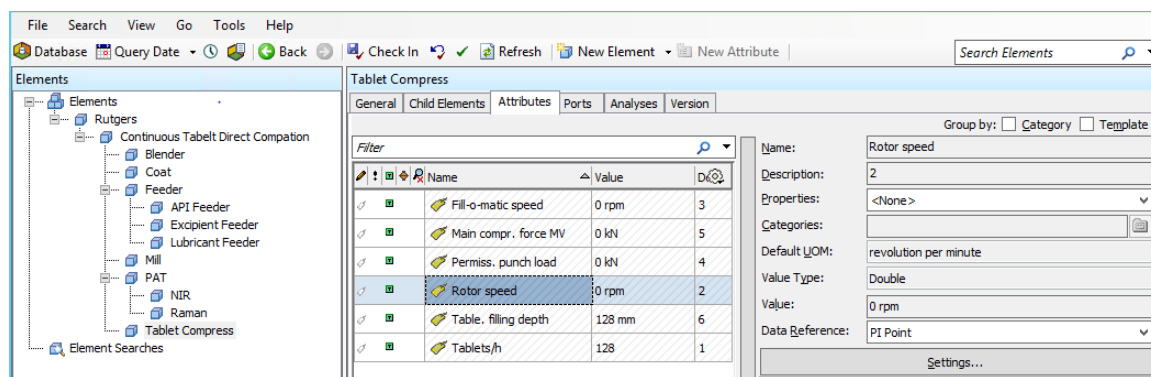 File Search View Go Tools Help
Database Query Date Back Check In Refresh New Element New Attribute Search Elements
Elements
Elements
Rutgers
Continuous Tabelt Direct Compation
Blender
Coat
Feeder
API Feeder
Excipient Feeder
Lubricant Feeder
Mill
PAT
NIR
Raman
Tablet Compress
Element Searches
Tablet Compress
General Child Elements Attributes Ports Analyses Version
Group by: Category Template
Filter
Name Value
Fill-o-matic speed 0 rpm 3
Main compr. force MV 0 kN 5
Permiss. punch load 0 kN 4
Rotor speed 0 rpm 2
Table. filling depth 128 mm 6
Tablets/h 128 1
Name: Rotor speed
Description: 2
Properties: <None>
Categories:
Default UOM: revolution per minute
Value Type: Double
Value: 0 rpm
Data Reference: PI Point
Settings...